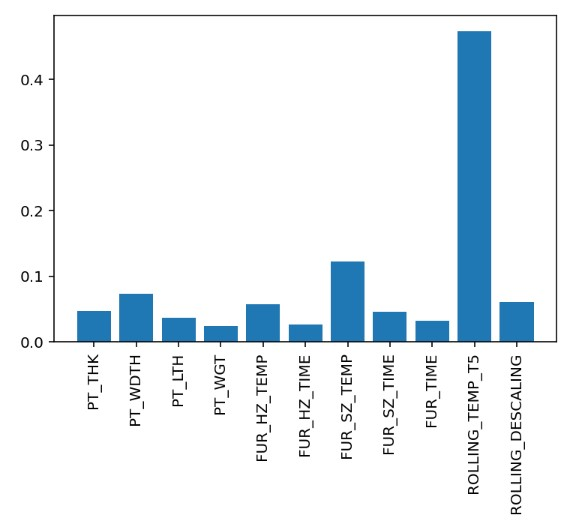 0.4
0.3
0.2
0.1
0.0
PT_THK
PT_WDTH
PT_LTH
PT_WGT
FUR_HZ_TEMP
FUR_HZ_TIME
FUR_SZ_TEMP
FUR_SZ_TIME
FUR_TIME
ROLLING_TEMP_T5
ROLLING_DESCALING